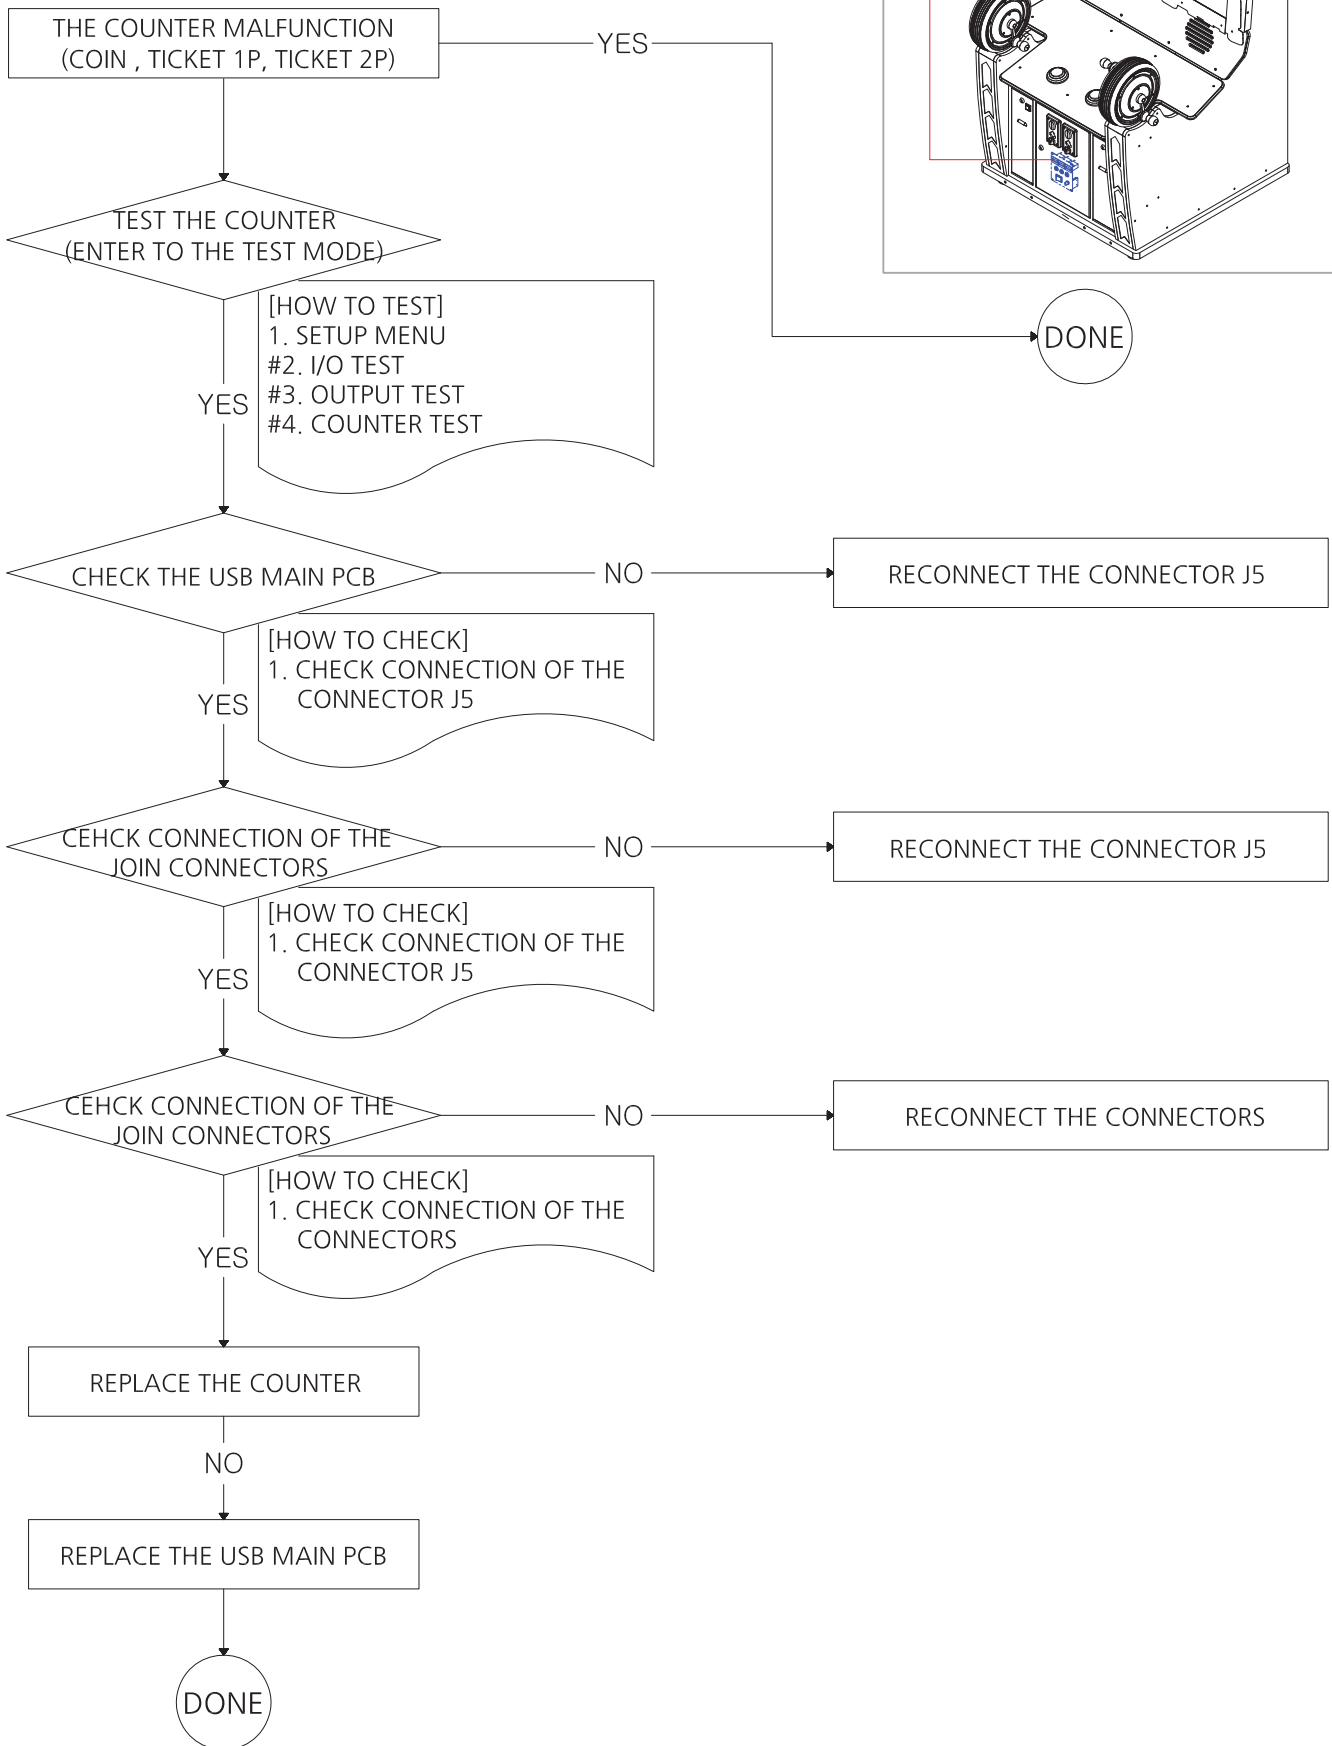 THE COUNTER MALFUNCTION
(COIN , TICKET 1P, TICKET 2P)
YES
TEST THE COUNTER
(ENTER TO THE TEST MODE)
[HOW TO TEST]
1. SETUP MENU
#2. I/O TEST
#3. OUTPUT TEST
#4. COUNTER TEST
DONE
YES
CHECK THE USB MAIN PCB
NO
RECONNECT THE CONNECTOR J5
[HOW TO CHECK]
1. CHECK CONNECTION OF THE
CONNECTOR J5
YES
CEHCK CONNECTION OF THE
JOIN CONNECTORS
NO
RECONNECT THE CONNECTOR J5
[HOW TO CHECK]
1. CHECK CONNECTION OF THE
CONNECTOR J5
YES
CEHCK CONNECTION OF THE
JOIN CONNECTORS
NO
RECONNECT THE CONNECTORS
[HOW TO CHECK]
1. CHECK CONNECTION OF THE
CONNECTORS
YES
REPLACE THE COUNTER
NO
REPLACE THE USB MAIN PCB
DONE